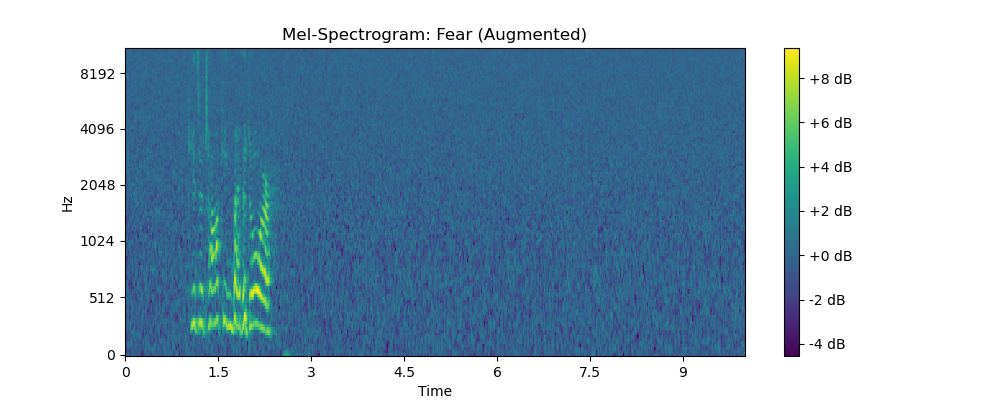 Mel-Spectrogram: Fear (Augmented)
8192
4096
2048
1024
512
0
Hz
0 1.5 3 4.5 6 7.5 9
Time
+8 dB
+6 dB
+4 dB
+2 dB
+0 dB
-2 dB
-4 dB